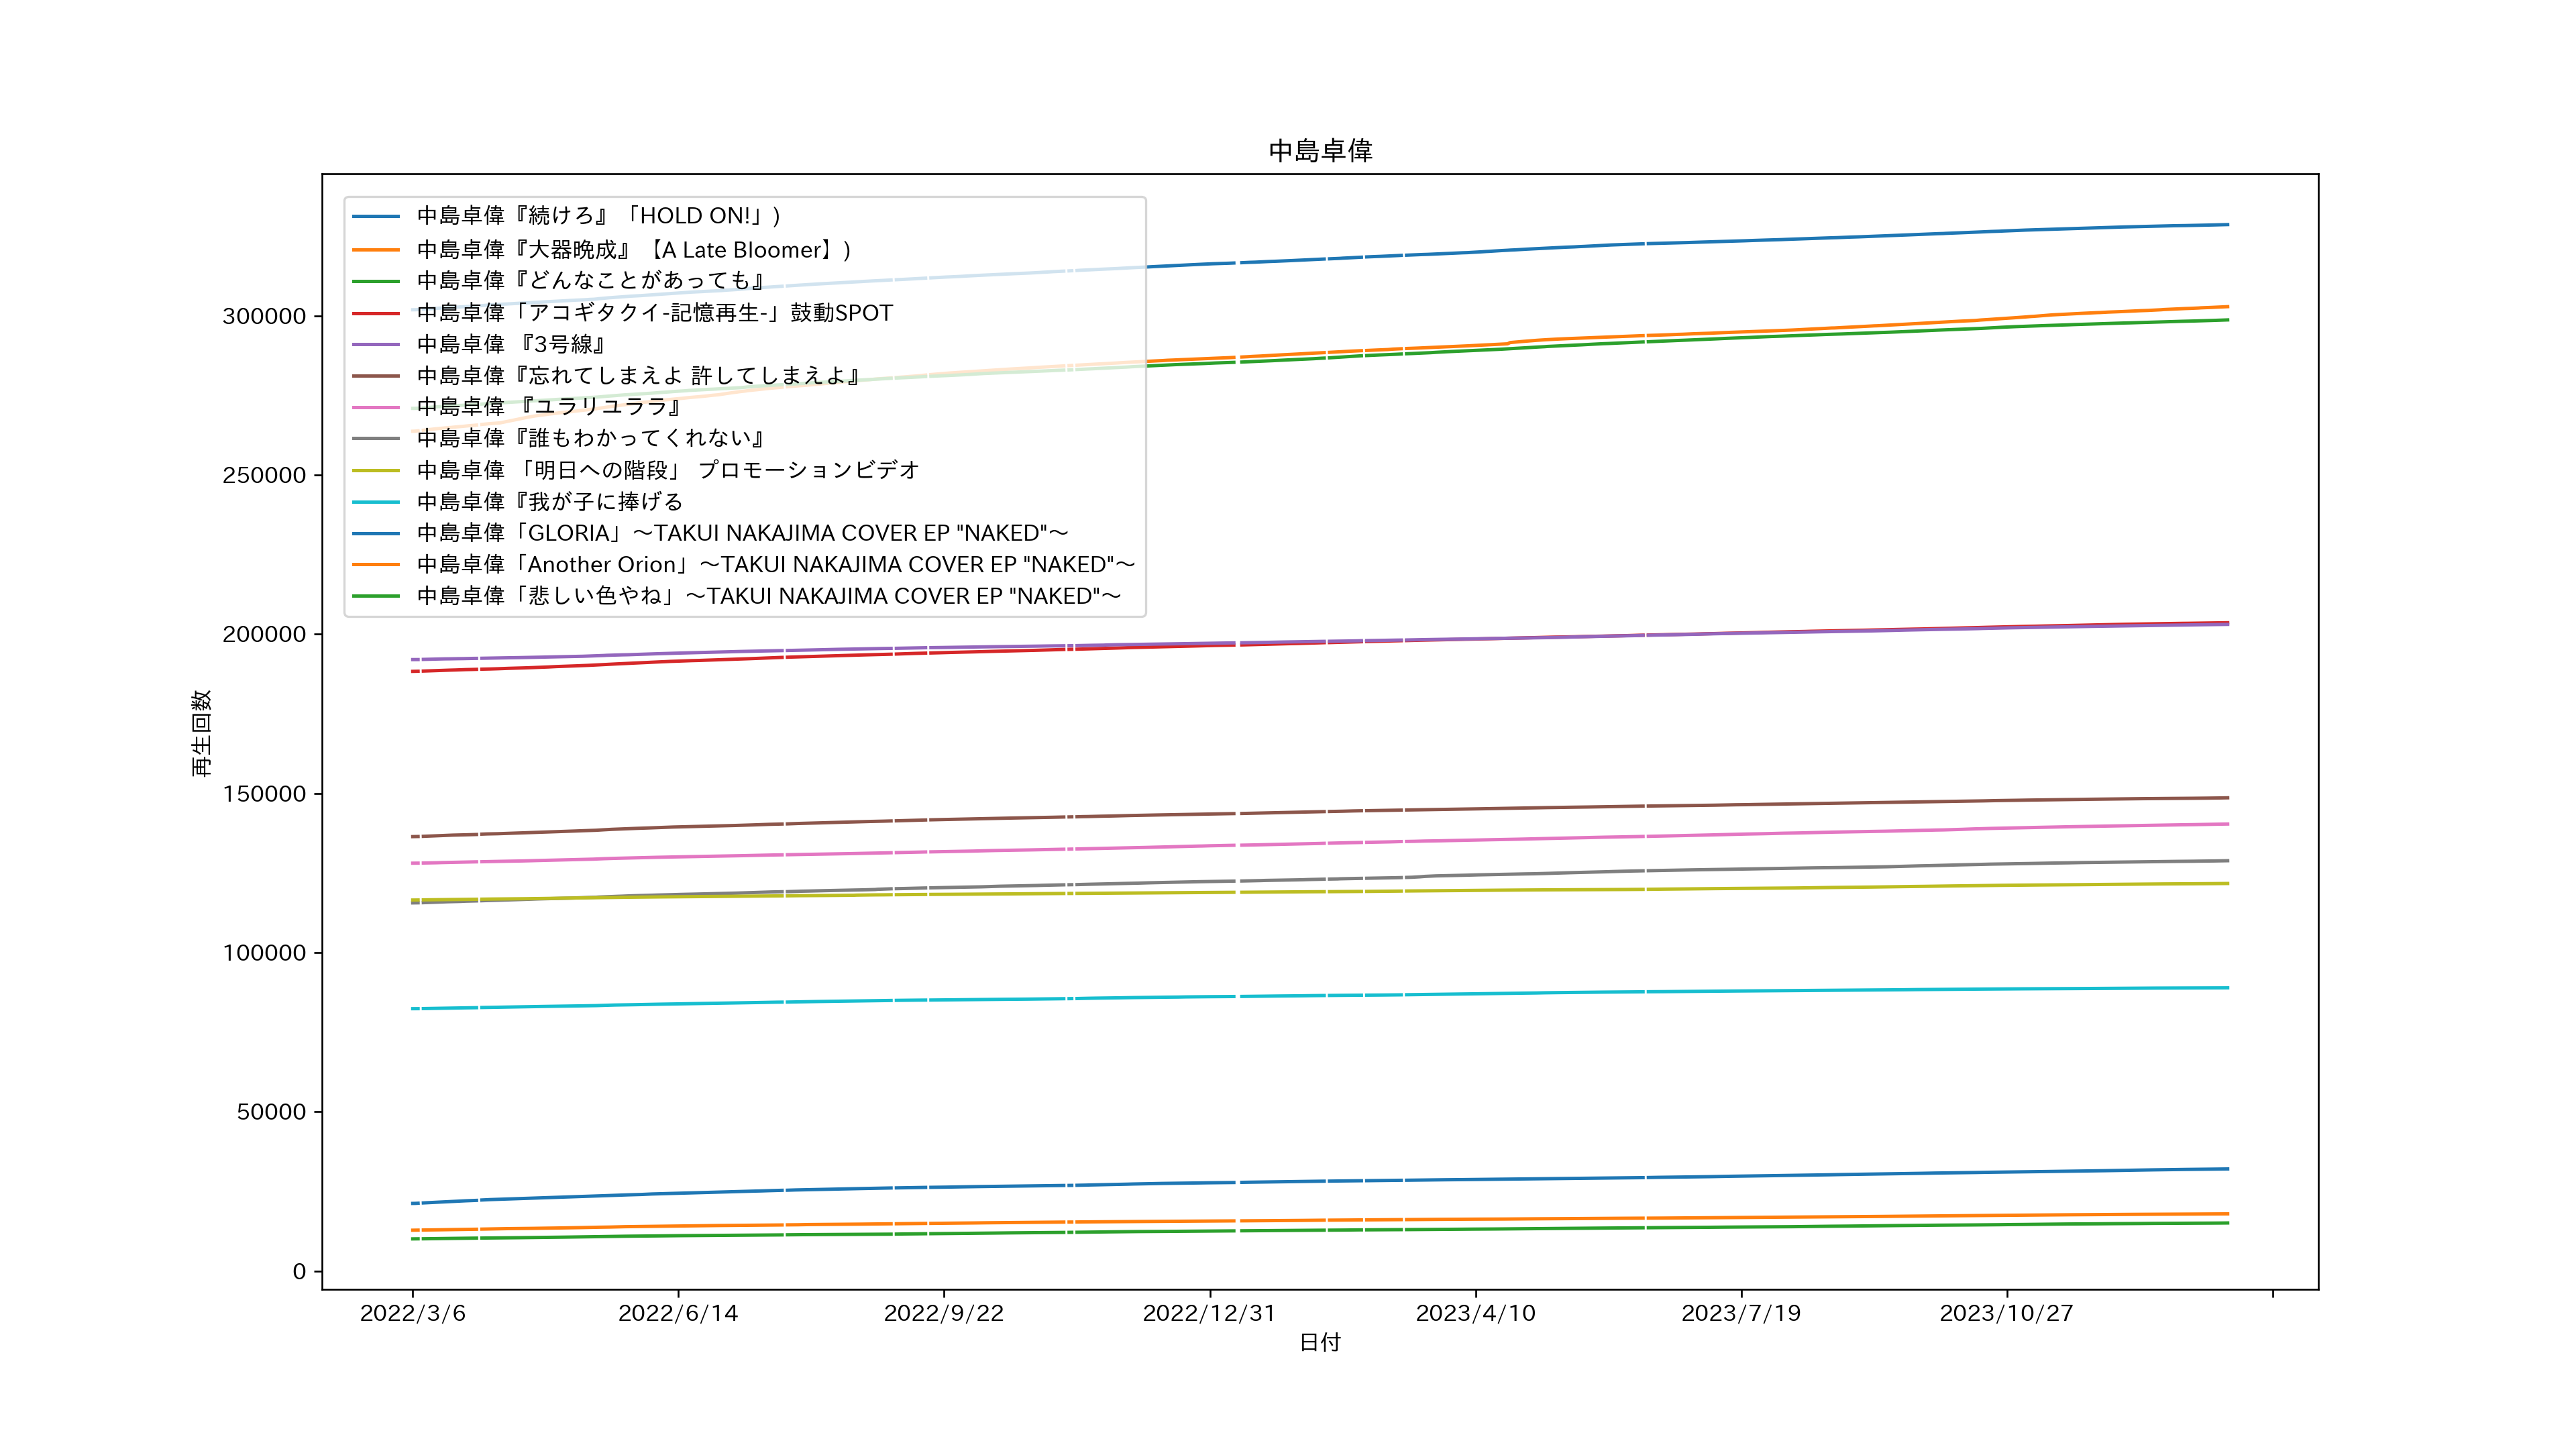 中島卓偉
中島卓偉『続けろ』「HOLD ON!」)
中島卓偉『大器晩成』【A Late Bloomer】)
中島卓偉『どんなことがあっても』
中島卓偉「アコギタクイ-記憶再生-」鼓動SPOT
中島卓偉 『3号線』
中島卓偉『忘れてしまえよ 許してしまえよ』
中島卓偉 『ユラリユララ』
中島卓偉『誰もわかってくれない』
中島卓偉 「明日への階段」 プロモーションビデオ
中島卓偉『我が子に捧げる
中島卓偉「GLORIA」〜TAKUI NAKAJIMA COVER EP "NAKED"〜
中島卓偉「Another Orion」〜TAKUI NAKAJIMA COVER EP "NAKED"〜
中島卓偉「悲しい色やね」〜TAKUI NAKAJIMA COVER EP "NAKED"〜
300000
250000
200000
150000
100000
50000
0
再生回数
2022/3/6
2022/6/14
2022/9/22
2022/12/31
2023/4/10
2023/7/19
2023/10/27
日付